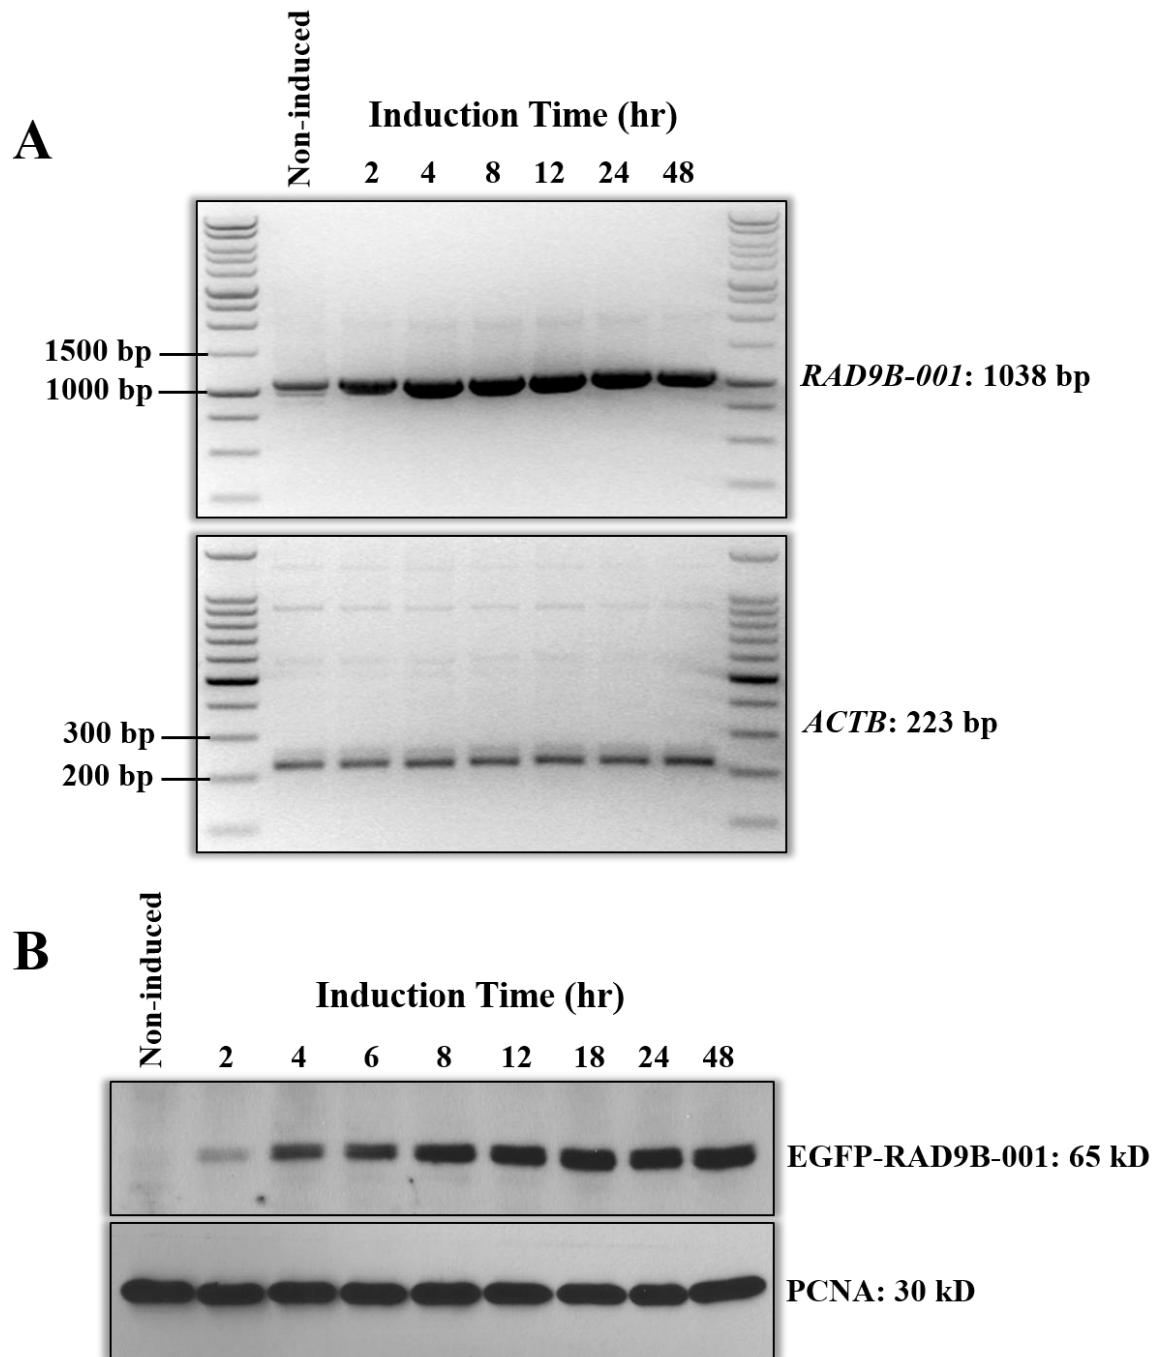 Non-induced
Induction Time (hr)
A
2 4 8 12 24 48
1500 bp
1000 bp
RAD9B-001: 1038 bp
300 bp
200 bp
ACTB: 223 bp
Non-induced
B
Induction Time (hr)
2 4 6 8 12 18 24 48
EGFP-RAD9B-001: 65 kD
PCNA: 30 kD